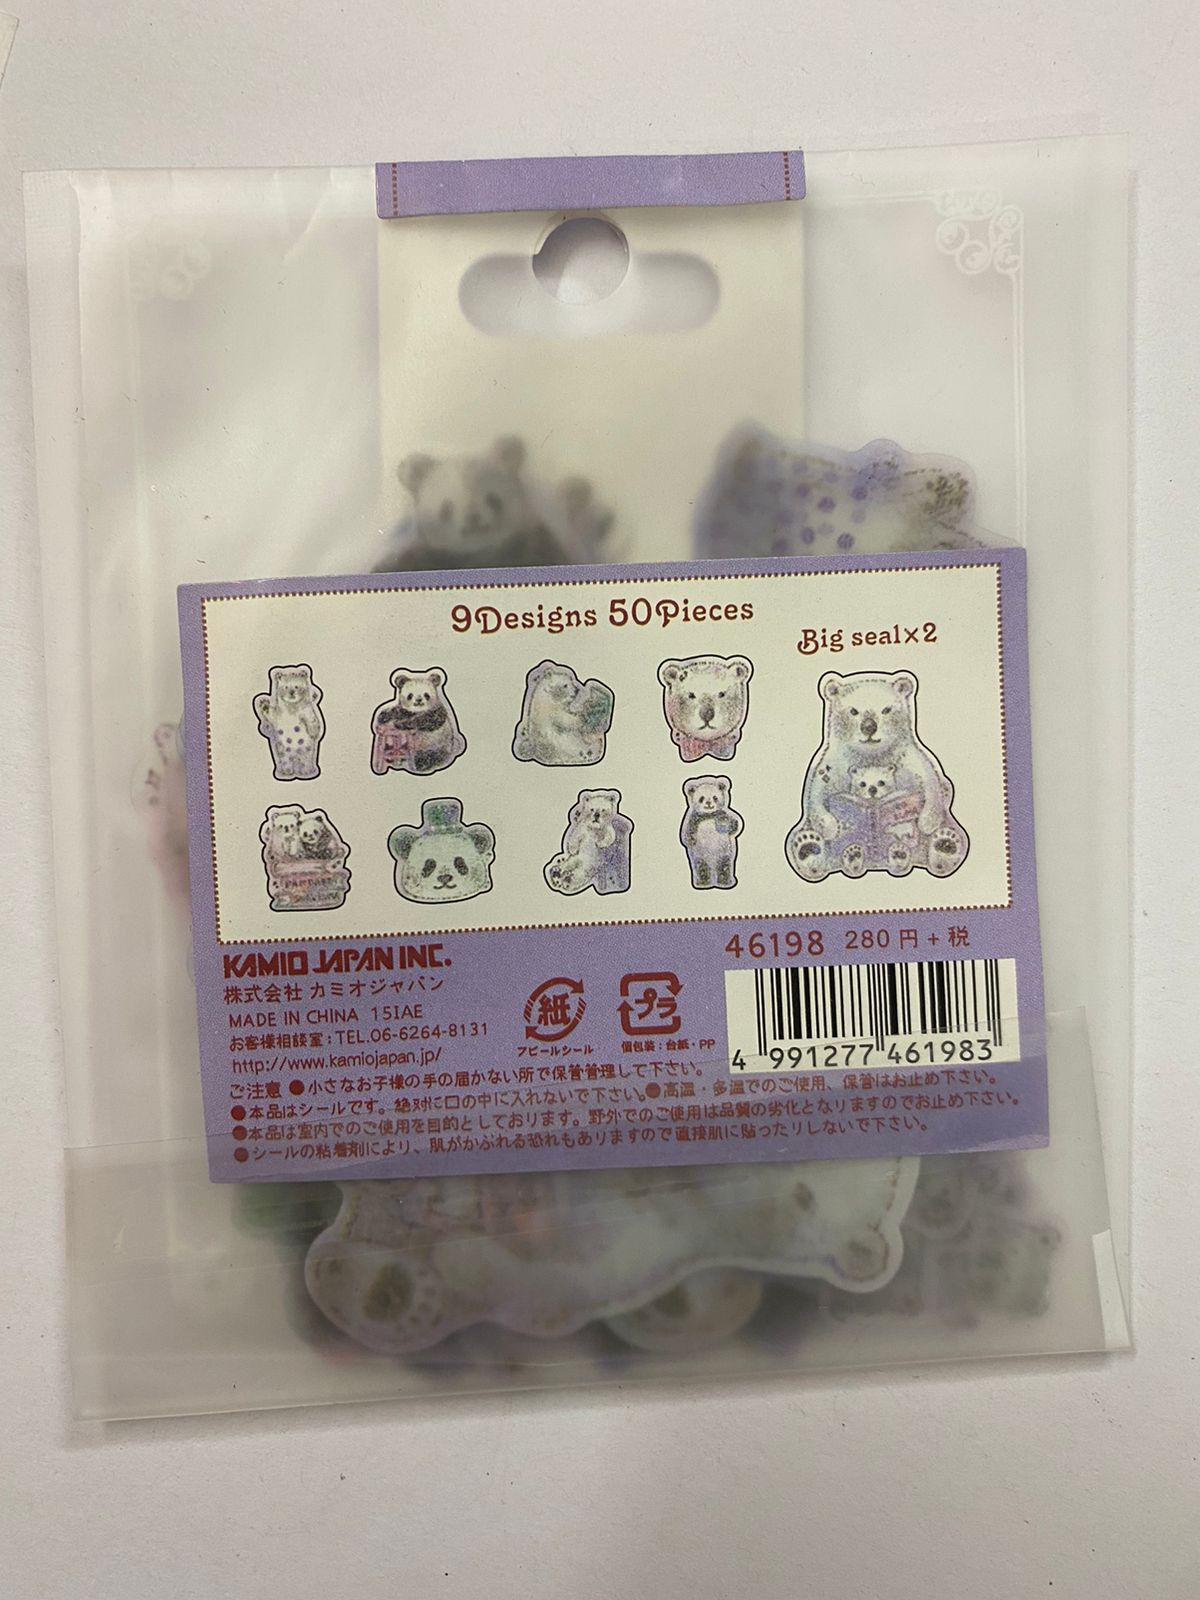 9Designs 50Pieces
Big seal×2
KAMIO JAPAN INC.
株式会社 カミオジャパン
MADE IN CHINA 15IAE
お客様相談室:TEL.06-6264-8131
http://www.kamiojapan.jp/
紙
アピールシール
プラ
個包装:台紙・PP
46198 280円+税
4 991277 461983
ご注意 ●小さなお子様の手の届かない所で保管管理して下さい。
●本品はシールです。絶対に口の中に入れないで下さい。●高温・多温でのご使用、保管はお止め下さい。
●本品は室内でのご使用を目的としております。野外でのご使用は品質の劣化となりますのでお止め下さい。
●シールの粘着剤により、肌がかぶれる恐れもありますので直接肌に貼ったりしないで下さい。